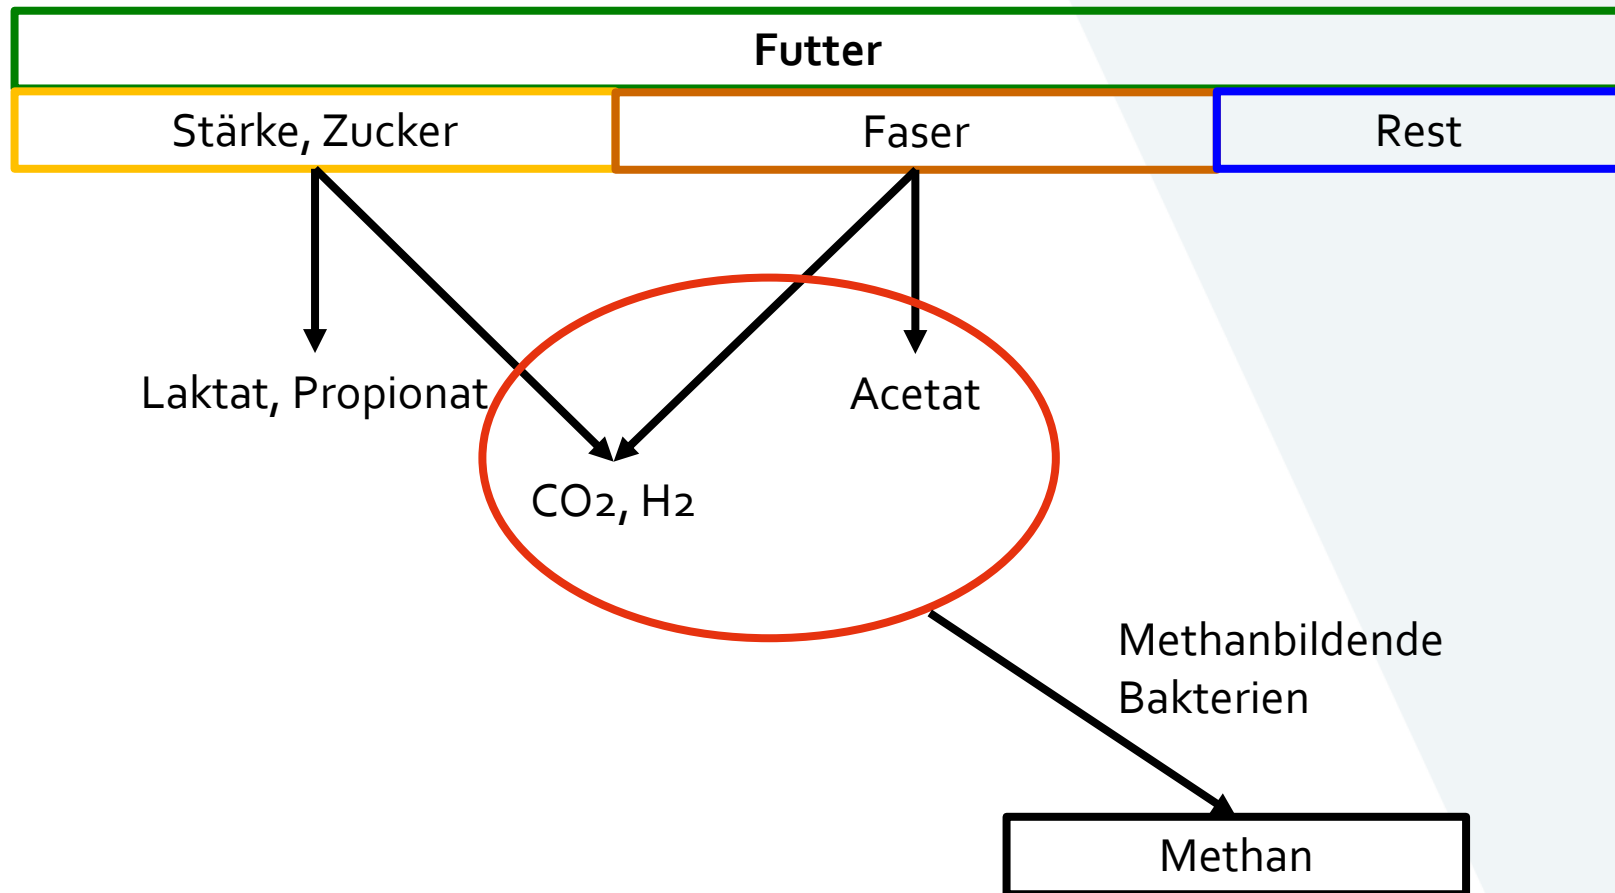 Futter
Stärke, Zucker
Faser
Rest
Laktat, Propionat
Acetat
CO2, H2
Methanbildende
Bakterien
Methan